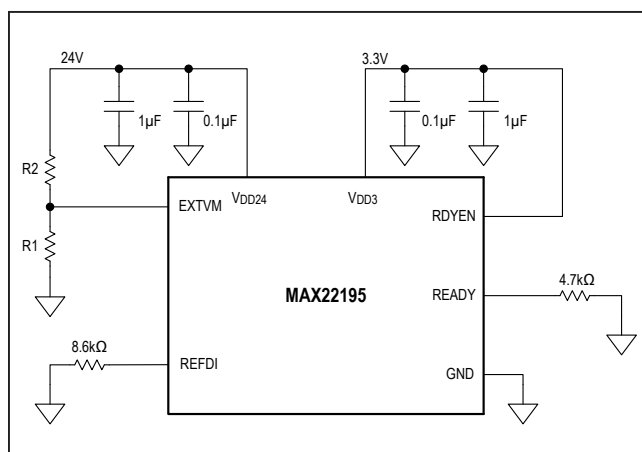 24V
3.3V
1µF
0.1µF
0.1µF
1µF
R2
EXTVM
VDD24
VDD3
RDYEN
R1
MAX22195
READY
4.7kΩ
8.6kΩ
REFDI
GND